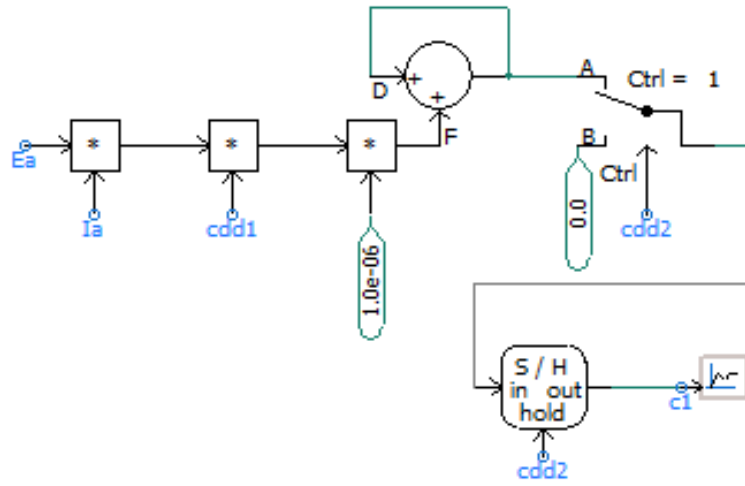 D
+
+
F
A
Ctrl = 1
B
Ctrl
0.0
cdd2
Ea
*
*
*
Ia
cdd1
1.0e-06
S / H
in out
hold
cdd2
c1